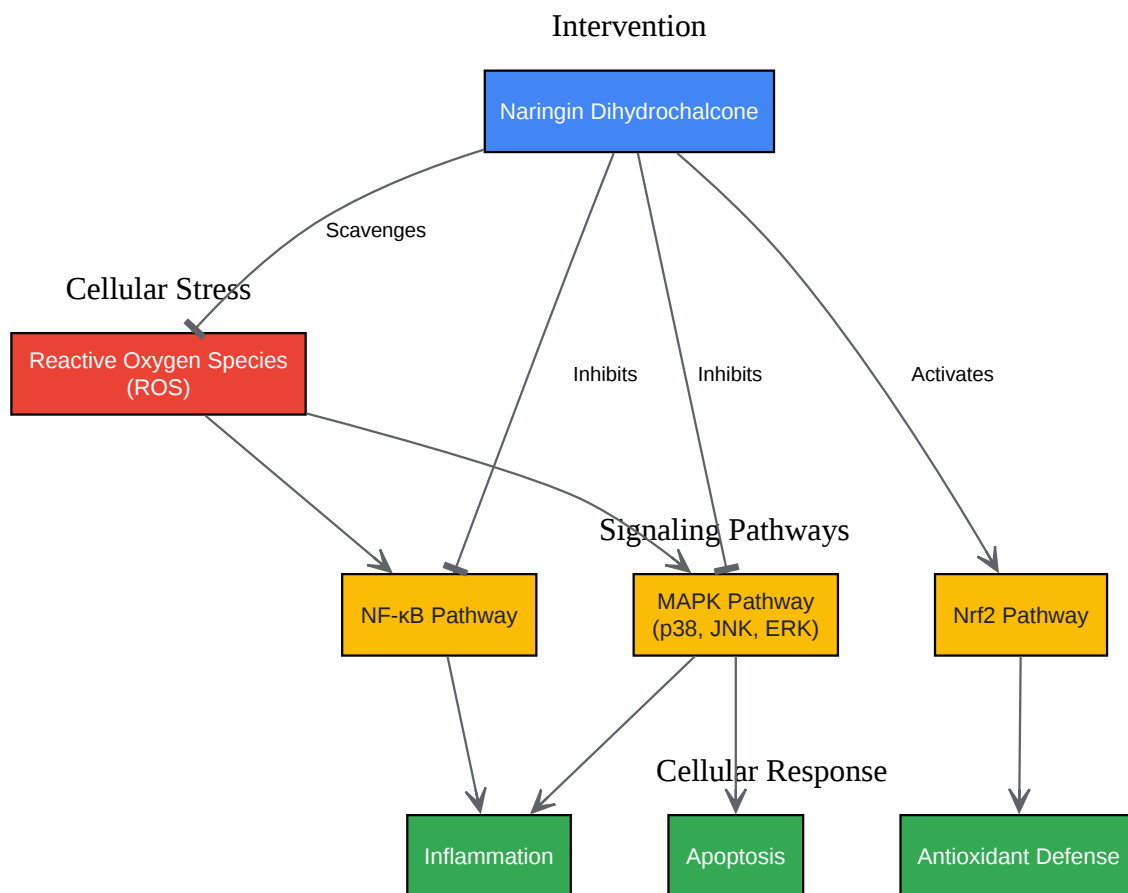 Intervention
Naringin Dihydrochalcone
Scavenges
Cellular Stress
Reactive Oxygen Species
(ROS)
Inhibits
Inhibits
Activates
Signaling Pathways
NF-κB Pathway
MAPK Pathway
(p38, JNK, ERK)
Nrf2 Pathway
Cellular Response
Inflammation
Apoptosis
Antioxidant Defense